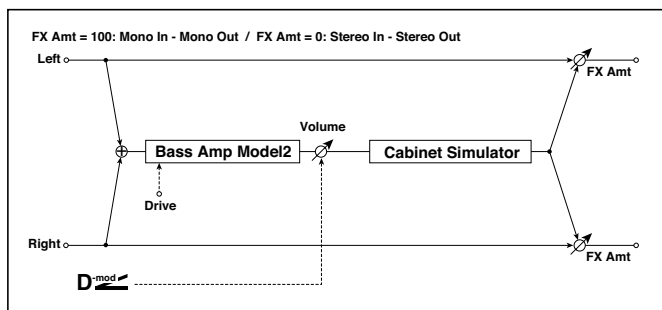 FX Amt = 100: Mono In - Mono Out / FX Amt = 0: Stereo In - Stereo Out
Left
FX Amt
Volume
Bass Amp Model2
Cabinet Simulator
Drive
Right
FX Amt
D-mod